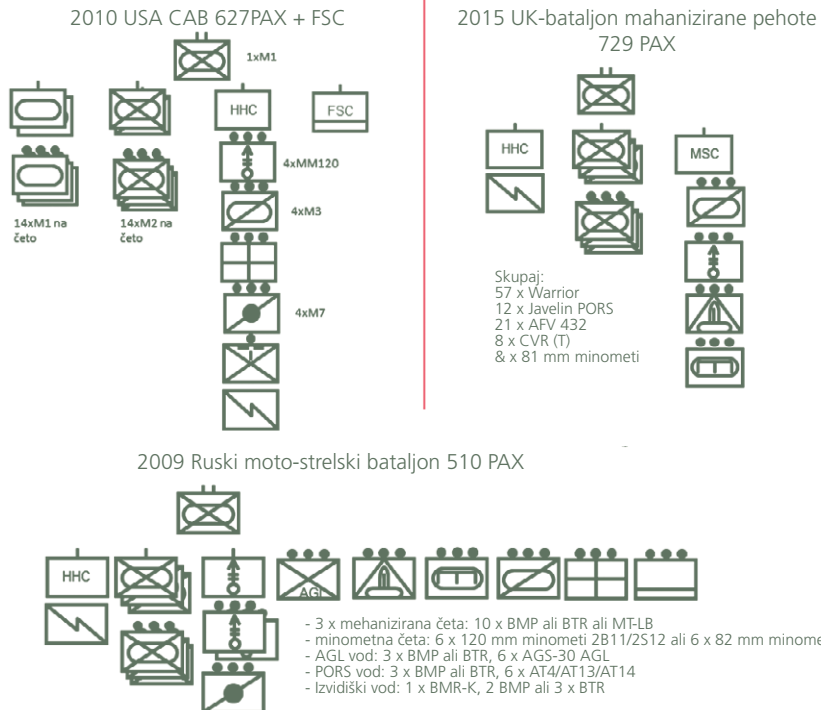 2010 USA CAB 627PAX + FSC
1xM1
HHC
FSC
4xMM120
4xM3
14xM1 na
četo
14xM2 na
četo
4xM7
2015 UK-bataljon mahanizirane pehote
729 PAX
HHC
MSC
Skupaj:
57 x Warrior
12 x Javelin PORS
21 x AFV 432
8 x CVR (T)
& x 81 mm minometi
2009 Ruski moto-strelski bataljon 510 PAX
HHC
AGL
- 3 x mehanizirana četa: 10 x BMP ali BTR ali MT-LB
- minometna četa: 6 x 120 mm minometi 2B11/2S12 ali 6 x 82 mm minome
- AGL vod: 3 x BMP ali BTR, 6 x AGS-30 AGL
- PORS vod: 3 x BMP ali BTR, 6 x AT4/AT13/AT14
- Izvidiški vod: 1 x BMR-K, 2 BMP ali 3 x BTR